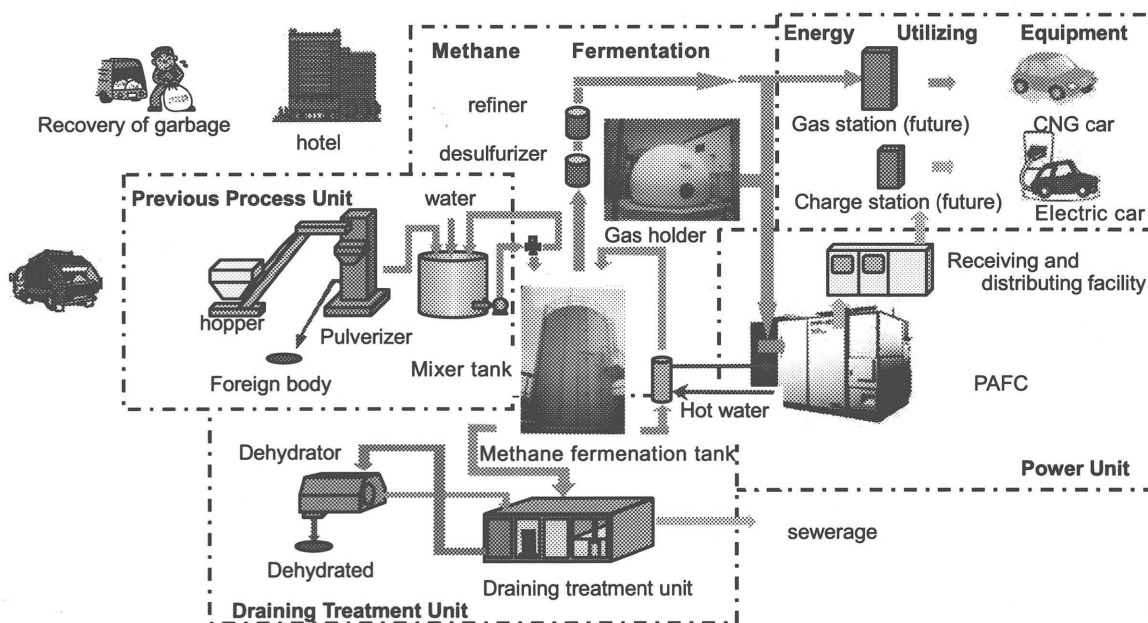 Methane Fermentation
Energy Utilizing Equipment
refiner
desulfurizer
Recovery of garbage
hotel
Gas station (future)
CNG car
Previous Process Unit
water
Gas holder
Charge station (future)
Electric car
Receiving and
distributing facility
hopper
Pulverizer
Foreign body
Mixer tank
Hot water
PAFC
Methane fermenation tank
Power Unit
Dehydrator
sewerage
Dehydrated
Draining treatment unit
Draining Treatment Unit